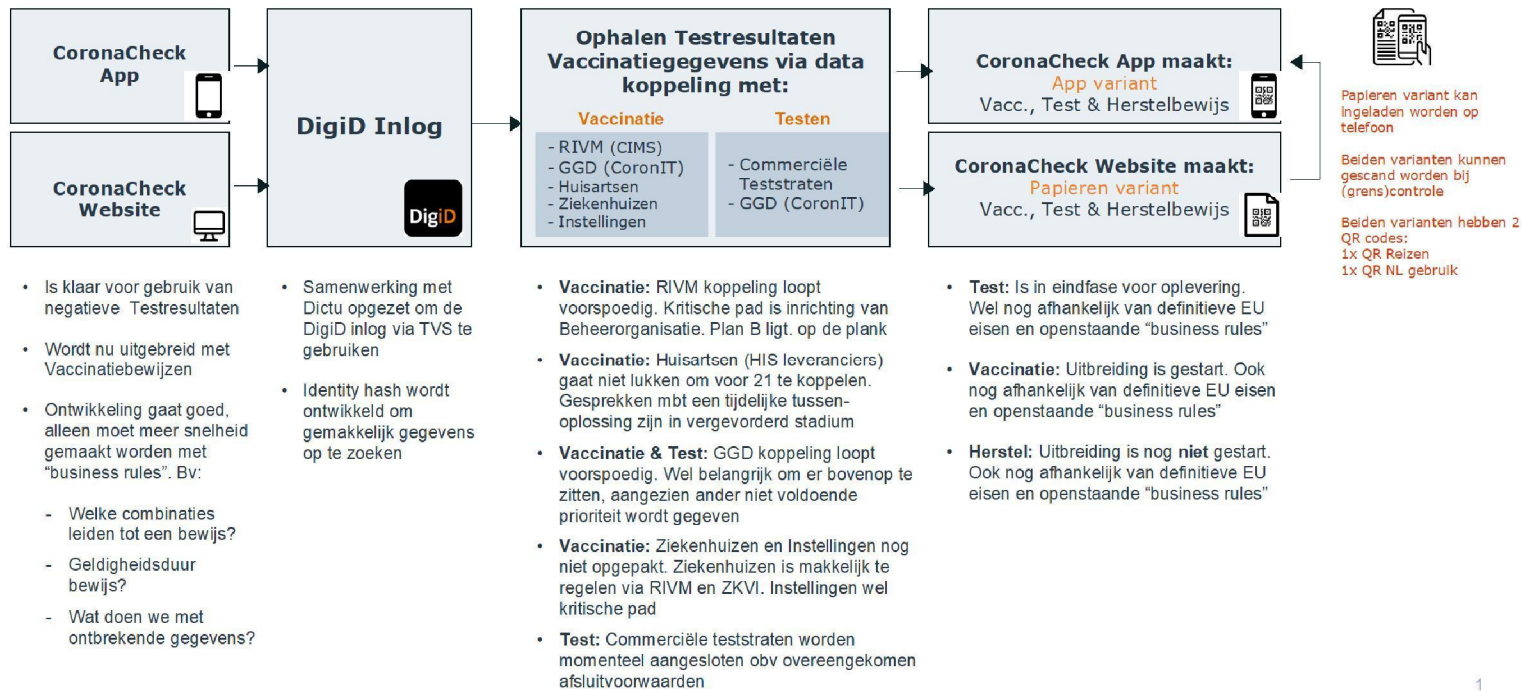 CoronaCheck
App
CoronaCheck
Website
DigiD Inlog
DigiD
Ophalen Testresultaten
Vaccinatiegegevens via data
koppeling met:
Vaccinatie
- RIVM (CIMS)
- GGD (CoronIT)
- Huisartsen
- Ziekenhuizen
- Instellingen
Testen
- Commerciële
Teststraten
- GGD (CoronIT)
CoronaCheck App maakt:
App variant
Vacc., Test & Herstelbewijs
CoronaCheck Website maakt:
Papieren variant
Vacc., Test & Herstelbewijs
Papieren variant kan
ingeladen worden op
telefoon
Beiden varianten kunnen
gescand worden bij
(grens)controle
Beiden varianten hebben 2
QR codes:
1x QR Reizen
1x QR NL gebruik
• Is klaar voor gebruik van
negatieve Testresultaten
• Wordt nu uitgebreid met
Vaccinatiebewijzen
• Ontwikkeling gaat goed,
alleen moet meer snelheid
gemaakt worden met
“business rules”. Bv:
- Welke combinaties
leiden tot een bewijs?
- Geldigheidsduur
bewijs?
- Wat doen we met
ontbrekende gegevens?
• Samenwerking met
Dictu opgezet om de
DigiD inlog via TVS te
gebruiken
• Identity hash wordt
ontwikkeld om
gemakkelijk gegevens
op te zoeken
• Vaccinatie: RIVM koppeling loopt
voorspoedig. Kritische pad is inrichting van
Beheerorganisatie. Plan B ligt. op de plank
• Vaccinatie: Huisartsen (HIS leveranciers)
gaat niet lukken om voor 21 te koppelen.
Gesprekken mbt een tijdelijke tussen-
oplossing zijn in vergevorderd stadium
• Vaccinatie & Test: GGD koppeling loopt
voorspoedig. Wel belangrijk om er bovenop te
zitten, aangezien ander niet voldoende
prioriteit wordt gegeven
• Vaccinatie: Ziekenhuizen en Instellingen nog
niet opgepakt. Ziekenhuizen is makkelijk te
regelen via RIVM en ZKVI. Instellingen wel
kritische pad
• Test: Commerciële teststraten worden
momenteel aangesloten obv overeengekomen
afsluitvoorwaarden
• Test: Is in eindfase voor oplevering.
Wel nog afhankelijk van definitieve EU
eisen en openstaande “business rules”
• Vaccinatie: Uitbreiding is gestart. Ook
nog afhankelijk van definitieve EU eisen
en openstaande “business rules”
• Herstel: Uitbreiding is nog niet gestart.
Ook nog afhankelijk van definitieve EU
eisen en openstaande “business rules”
1